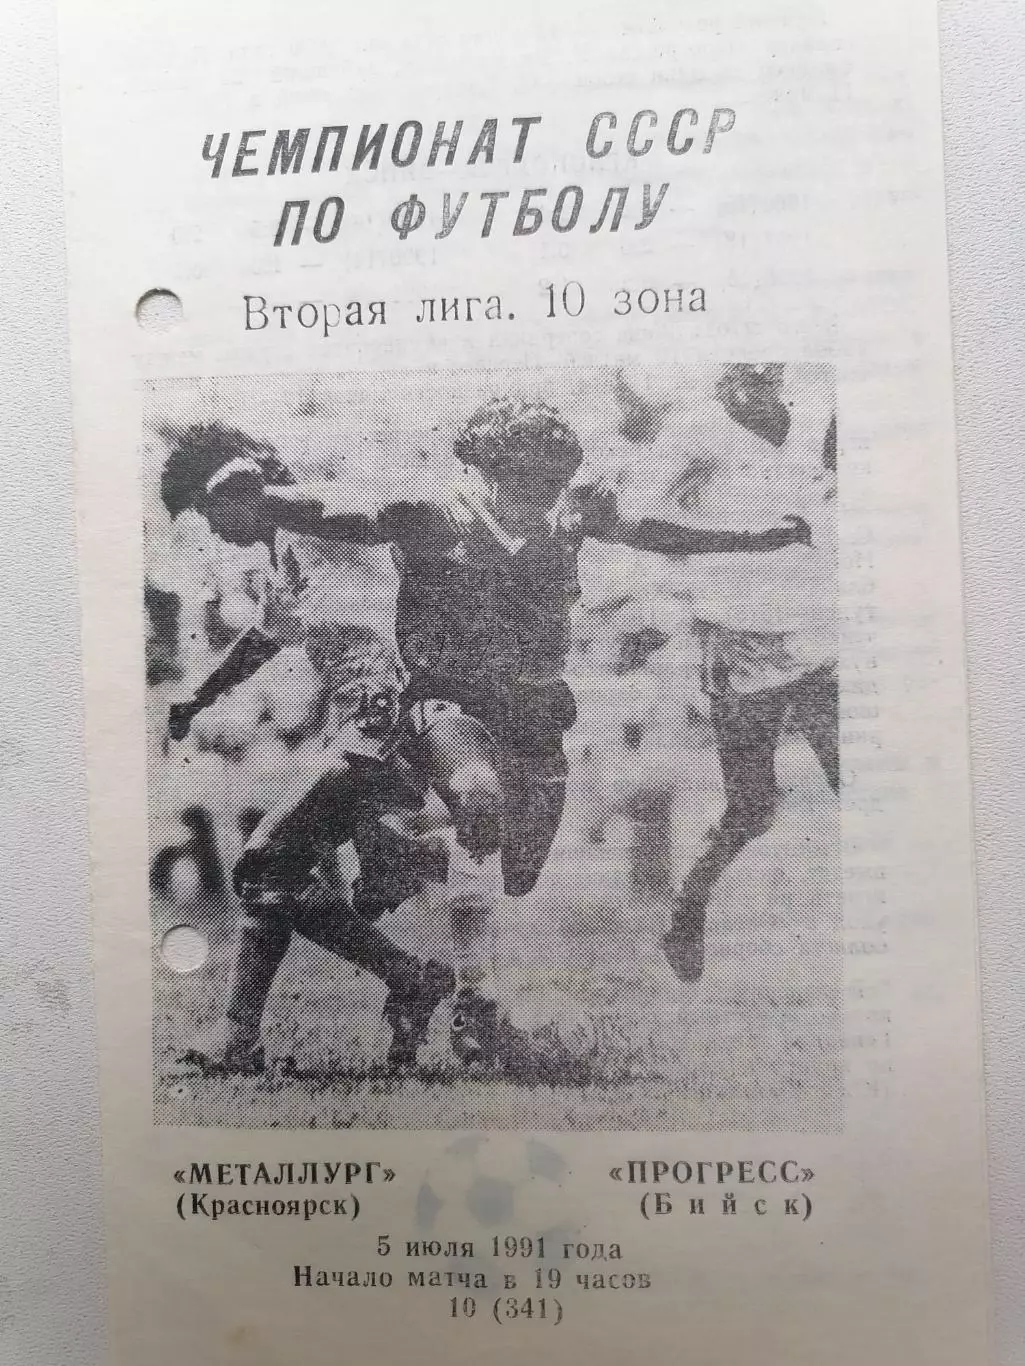 ЧЕМПИОНАТ СССР
ПО ФУТБОЛУ
Вторая лига. 10 зона
«МЕТАЛЛУРГ»
(Красноярск)
«ПРОГРЕСС»
(Бийск)
5 июля 1991 года
Начало матча в 19 часов
10 (341)